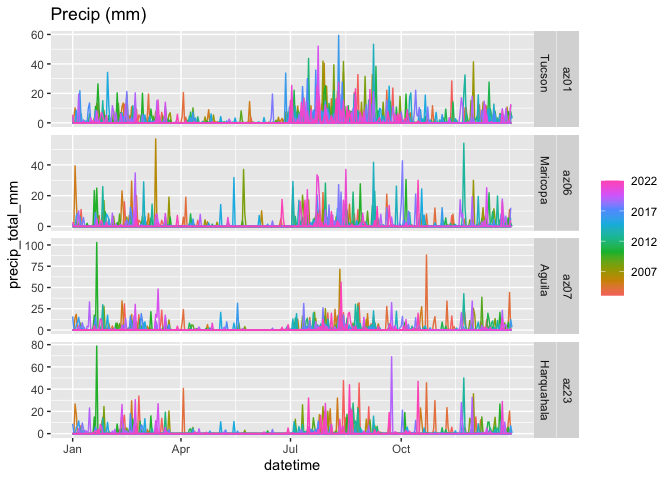 Precip (mm)
precip_total_mm
60
40
20
0
Tucson
az01
40
20
0
Maricopa
az06
100
75
50
25
0
Aguila
az07
80
60
40
20
0
Harquahala
az23
Jan
Apr
Jul
Oct
datetime
2022
2017
2012
2007